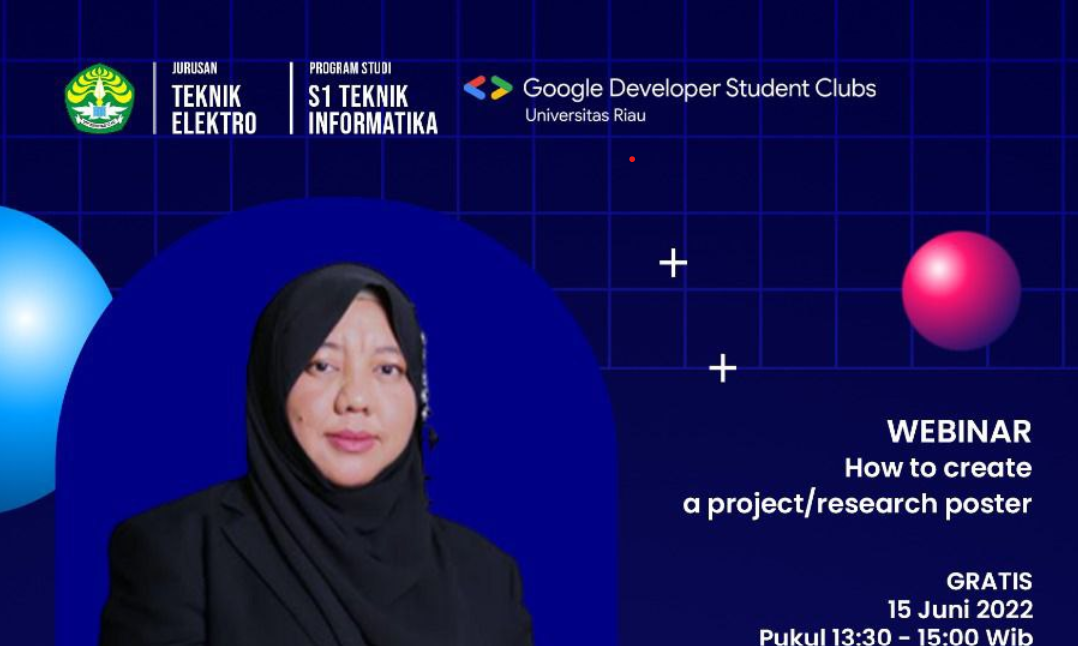 JURUSAN
TEKNIK
ELEKTRO
PROGRAM STUDI
S1 TEKNIK
INFORMATIKA
Google Developer Student Clubs
Universitas Riau
WEBINAR
How to create
a project/research poster
GRATIS
15 Juni 2022
Pukul 13:30 - 15:00 Wib